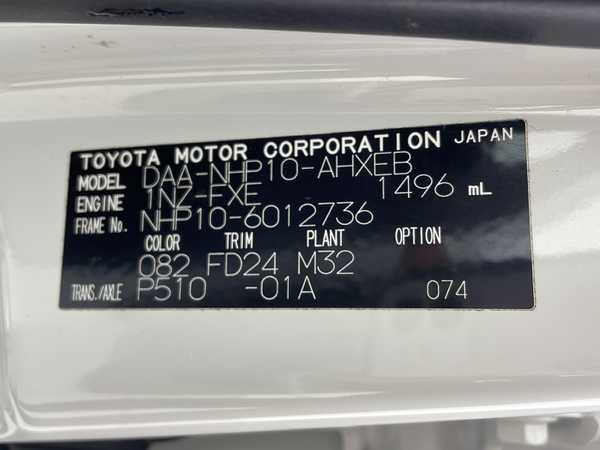 TOYOTA MOTOR CORPORATION JAPAN
MODEL DAA-NHP10-AHXEB
ENGINE 1NZ-FXE 1496 mL
FRAME No. NHP10-6012736
COLOR TRIM PLANT OPTION
082 FD24 M32
TRANS./AXLE P510 -01A 074